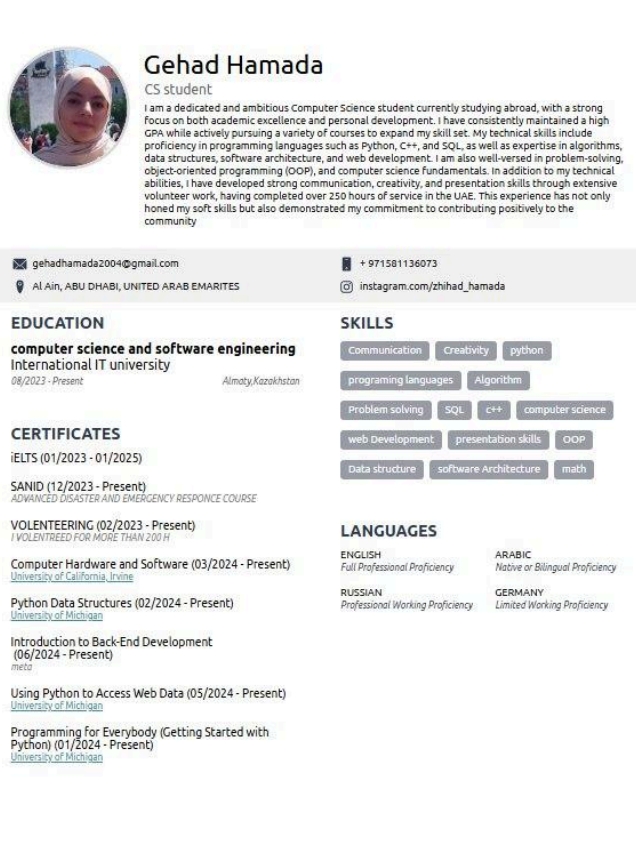 Gehad Hamada
CS student
I am a dedicated and ambitious Computer Science student currently studying abroad, with a strong
focus on both academic excellence and personal development. I have consistently maintained a high
GPA while actively pursuing a variety of courses to expand my skill set. My technical skills include
proficiency in programming languages such as Python, C++, and SQL, as well as expertise in algorithms,
data structures, software architecture, and web development. I am also well-versed in problem-solving,
object-oriented programming (OOP), and computer science fundamentals. In addition to my technical
abilities, I have developed strong communication, creativity, and presentation skills through extensive
volunteer work, having completed over 250 hours of service in the UAE. This experience has not only
honed my soft skills but also demonstrated my commitment to contributing positively to the
community
gehadhamada2004@gmail.com
+ 971581136073
Al Ain, ABU DHABI, UNITED ARAB EMARITES
instagram.com/zhihad_hamada
EDUCATION
computer science and software engineering
International IT university
08/2023 - Present
Almaty,Kazakhstan
CERTIFICATES
iELTS (01/2023 - 01/2025)
SANID (12/2023 - Present)
ADVANCED DISASTER AND EMERGENCY RESPONCE COURSE
VOLENTEERING (02/2023 - Present)
I VOLENTREED FOR MORE THAN 200 H
Computer Hardware and Software (03/2024 - Present)
University of California, Irvine
Python Data Structures (02/2024 - Present)
University of Michigan
Introduction to Back-End Development
(06/2024 - Present)
meta
Using Python to Access Web Data (05/2024 - Present)
University of Michigan
Programming for Everybody (Getting Started with
Python) (01/2024 - Present)
University of Michigan
SKILLS
Communication Creativity python
programing languages Algorithm
Problem solving SQL c++ computer science
web Development presentation skills OOP
Data structure software Architecture math
LANGUAGES
ENGLISH
Full Professional Proficiency
ARABIC
Native or Bilingual Proficiency
RUSSIAN
Professional Working Proficiency
GERMANY
Limited Working Proficiency